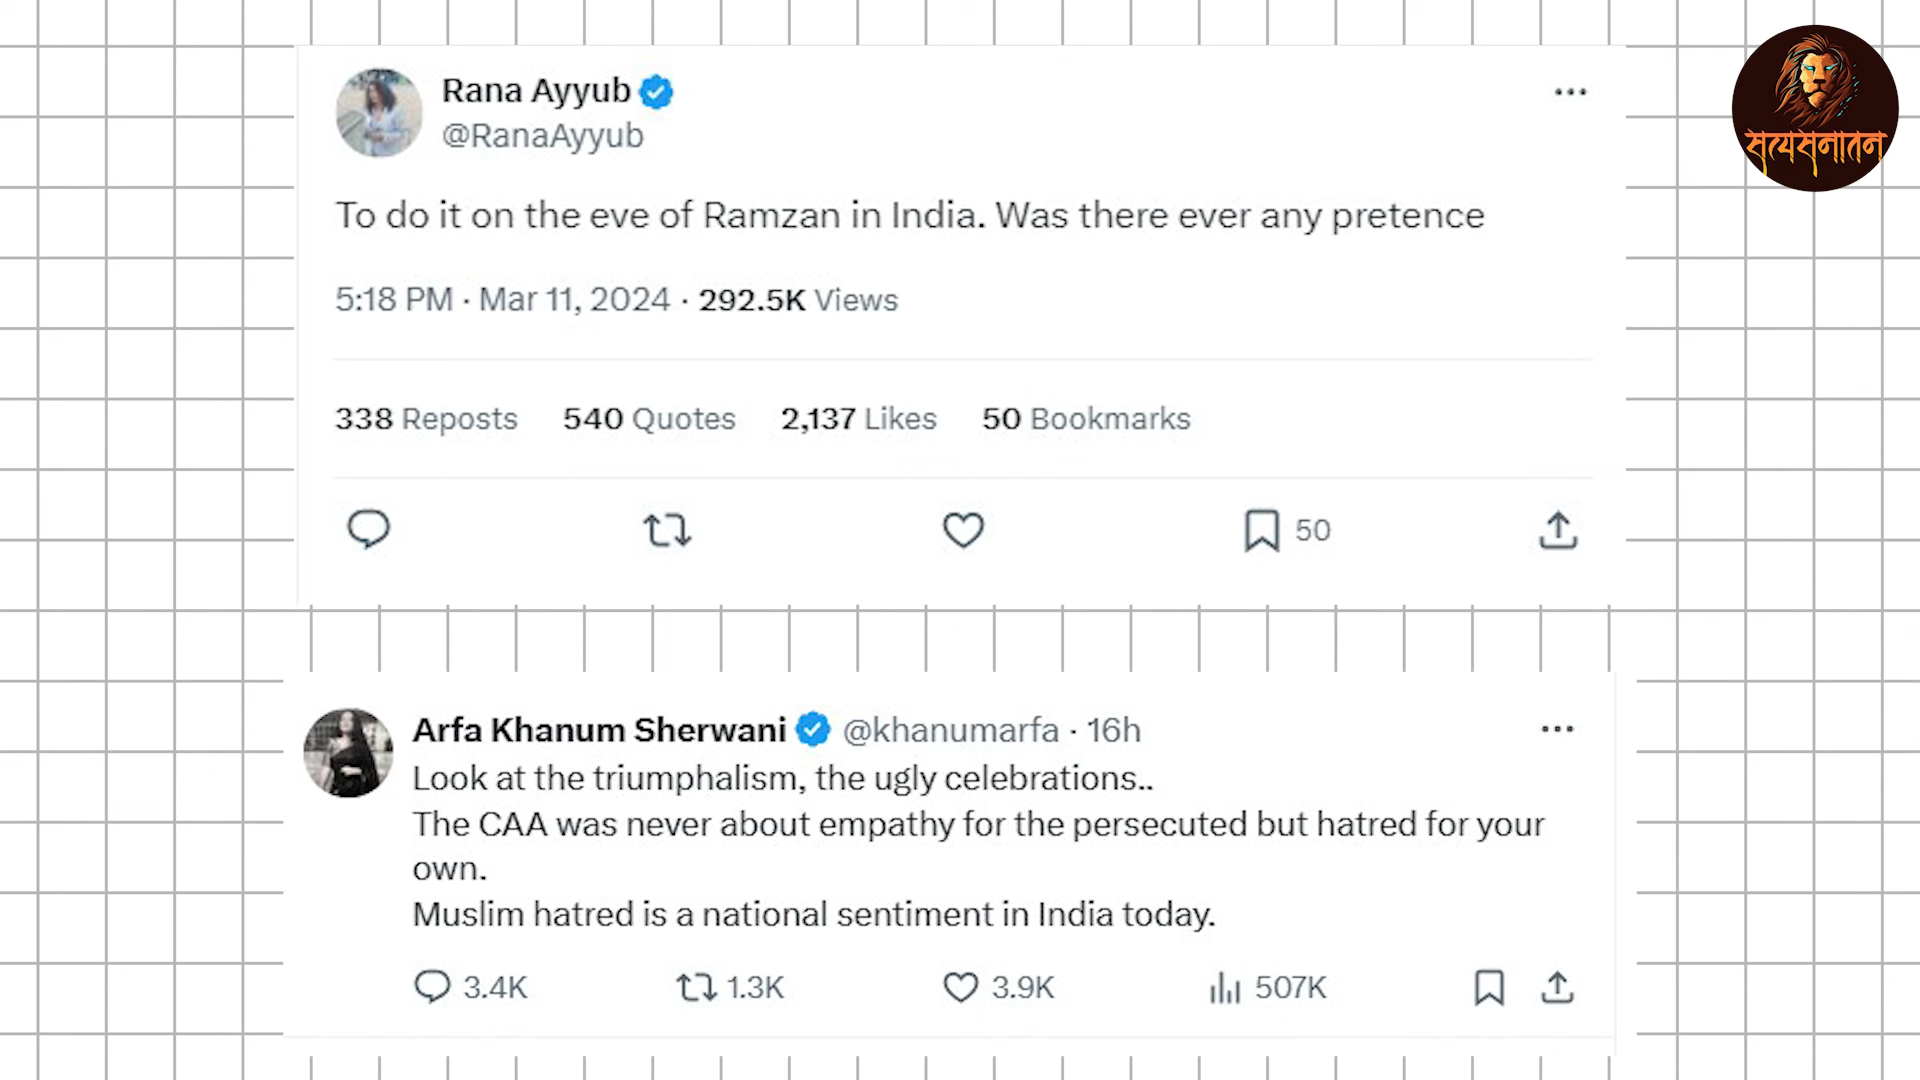 सत्यसनातन
Rana Ayyub
@RanaAyyub
To do it on the eve of Ramzan in India. Was there ever any pretence
5:18 PM · Mar 11, 2024 · 292.5K Views
338 Reposts 540 Quotes 2,137 Likes 50 Bookmarks
50
Arfa Khanum Sherwani @khanumarfa · 16h
Look at the triumphalism, the ugly celebrations..
The CAA was never about empathy for the persecuted but hatred for your
own.
Muslim hatred is a national sentiment in India today.
3.4K 1.3K 3.9K 507K